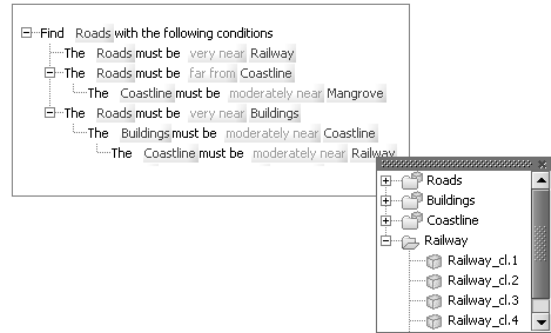 Find Roads with the following conditions
The Roads must be very near Railway
The Roads must be far from Coastline
The Coastline must be moderately near Mangrove
The Roads must be very near Buildings
The Buildings must be moderately near Coastline
The Coastline must be moderately near Railway
Roads
Buildings
Coastline
Railway
Railway_cl.1
Railway_cl.2
Railway_cl.3
Railway_cl.4